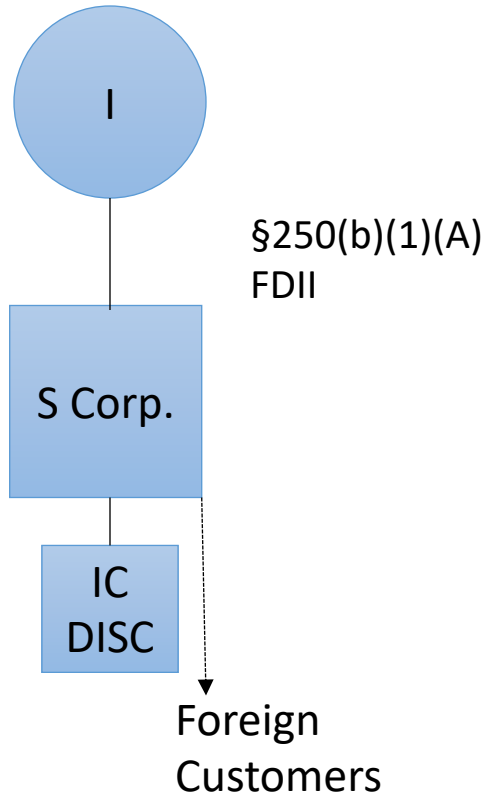 I
§250(b)(1)(A)
FDII
S Corp.
IC
DISC
Foreign
Customers